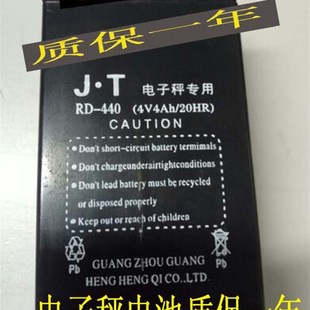 质保一年
J·T 电子秤专用
RD-440 (4V4Ah/20HR)
CAUTION
●Don't short-circuit battery terminals
●Don't chargeunderairtightconditions
●Don't lead battery must be recycled
or disposed properly
●Keep out or reach of children
Pb
GUANG ZHOU GUANG
HENG HENG QI CO.,LTD
Pb
电子秤电池质保一年